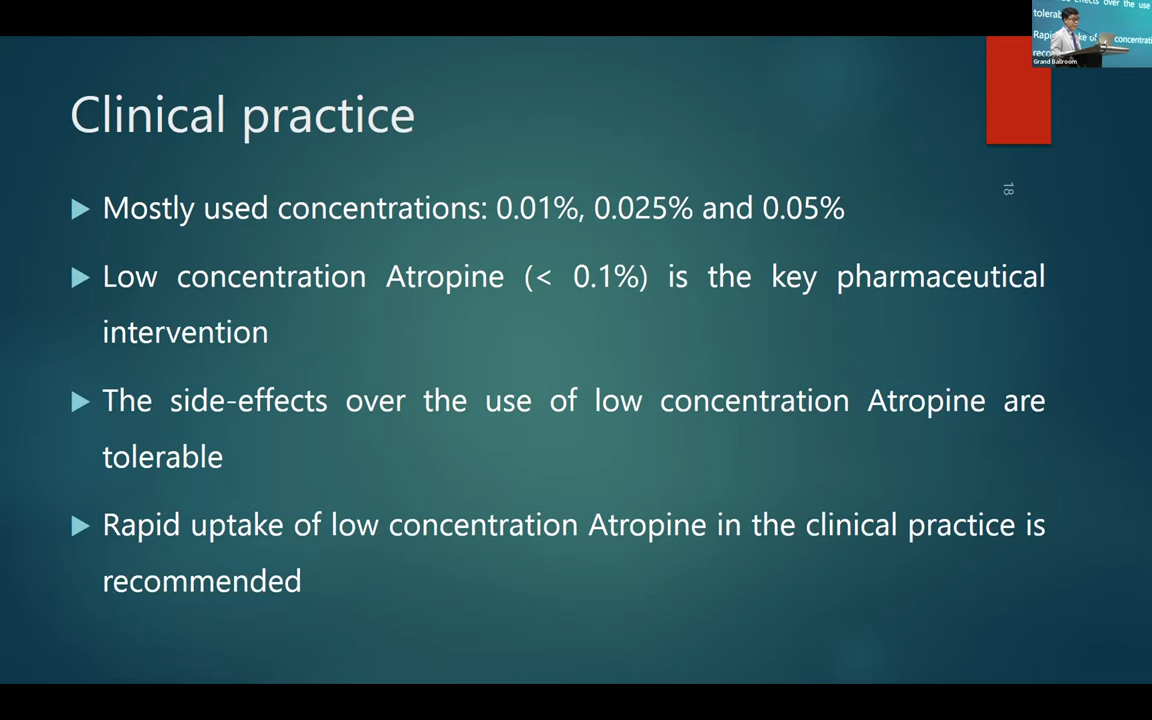 Clinical practice
Mostly used concentrations: 0.01%, 0.025% and 0.05%
Low concentration Atropine (< 0.1%) is the key pharmaceutical
intervention
The side-effects over the use of low concentration Atropine are
tolerable
Rapid uptake of low concentration Atropine in the clinical practice is
recommended
18
Grand Ballroom